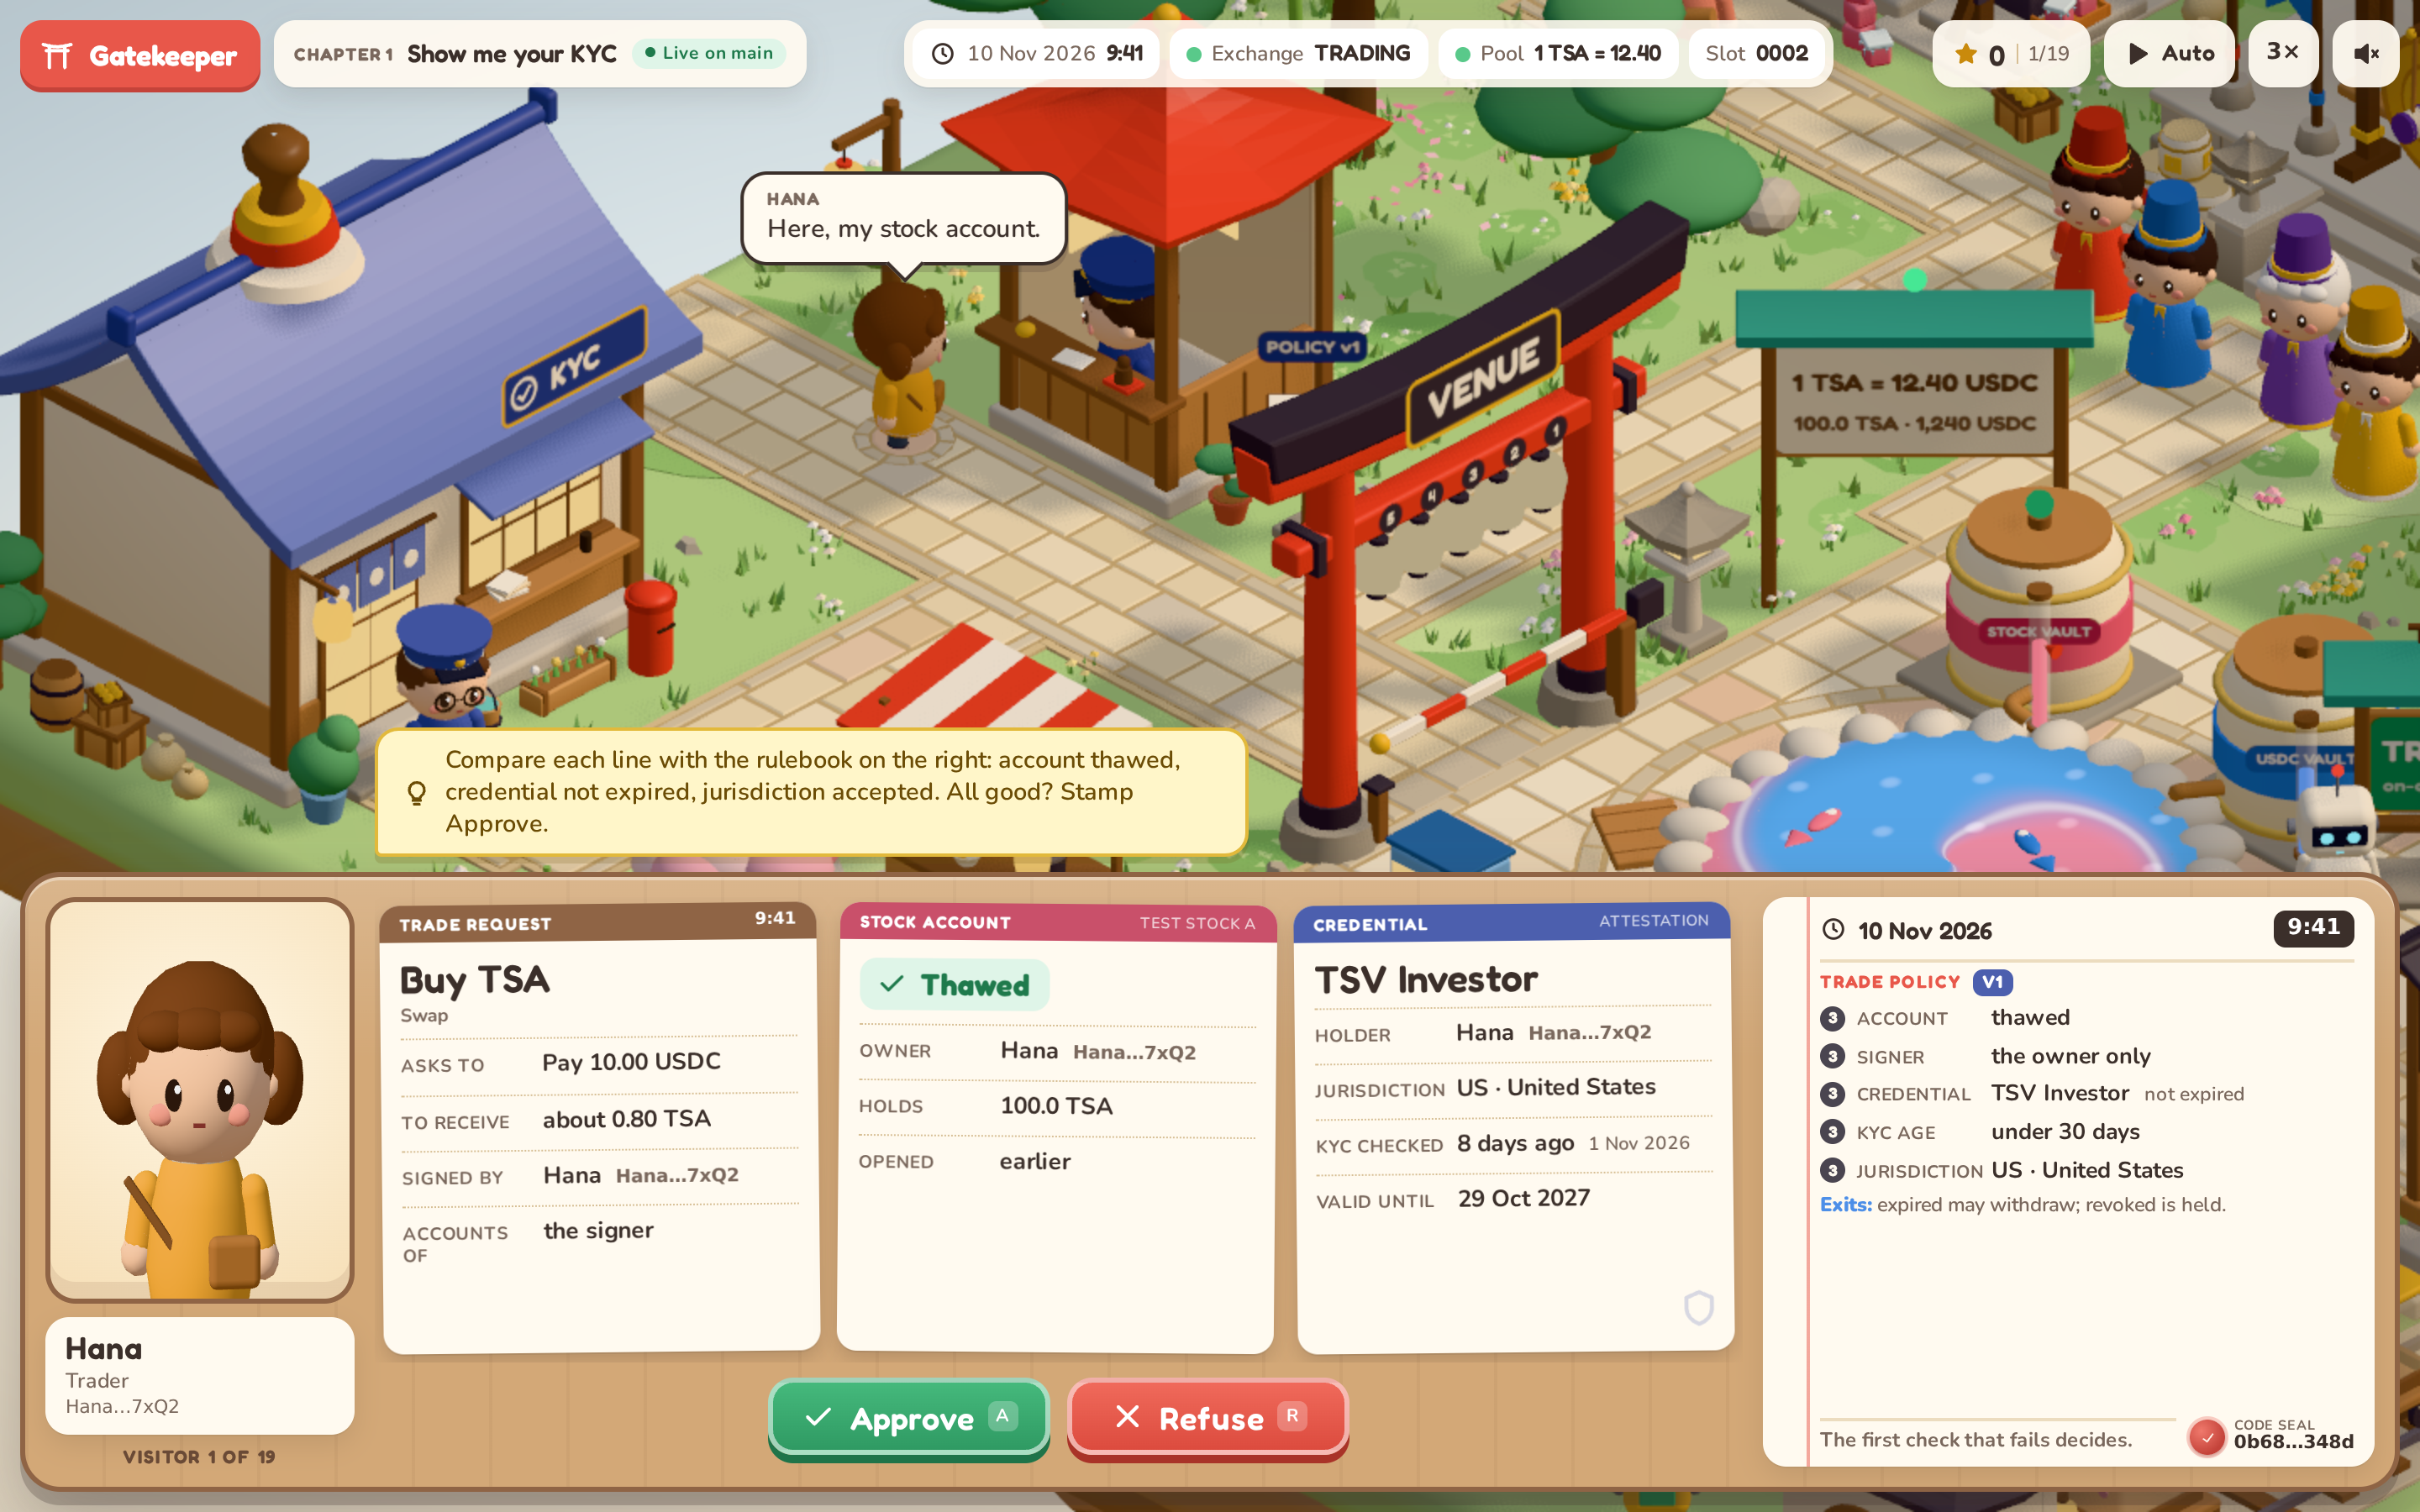 Gatekeeper
CHAPTER 1 Show me your KYC Live on main
10 Nov 2026 9:41
Exchange TRADING
Pool 1 TSA = 12.40
Slot 0002
0 1/19
Auto
3×
HANA
Here, my stock account.
KYC
POLICY v1
VENUE
5 4 3 2 1
1 TSA = 12.40 USDC
100.0 TSA · 1,240 USDC
STOCK VAULT
USDC VAULT
Compare each line with the rulebook on the right: account thawed,
credential not expired, jurisdiction accepted. All good? Stamp
Approve.
Hana
Trader
Hana...7xQ2
VISITOR 1 OF 19
TRADE REQUEST 9:41
Buy TSA
Swap
ASKS TO Pay 10.00 USDC
TO RECEIVE about 0.80 TSA
SIGNED BY Hana Hana...7xQ2
ACCOUNTS OF the signer
STOCK ACCOUNT TEST STOCK A
Thawed
OWNER Hana Hana...7xQ2
HOLDS 100.0 TSA
OPENED earlier
CREDENTIAL ATTESTATION
TSV Investor
HOLDER Hana Hana...7xQ2
JURISDICTION US · United States
KYC CHECKED 8 days ago 1 Nov 2026
VALID UNTIL 29 Oct 2027
Approve A
Refuse R
10 Nov 2026 9:41
TRADE POLICY V1
3 ACCOUNT thawed
3 SIGNER the owner only
3 CREDENTIAL TSV Investor not expired
3 KYC AGE under 30 days
3 JURISDICTION US · United States
Exits: expired may withdraw; revoked is held.
The first check that fails decides.
CODE SEAL
0b68...348d